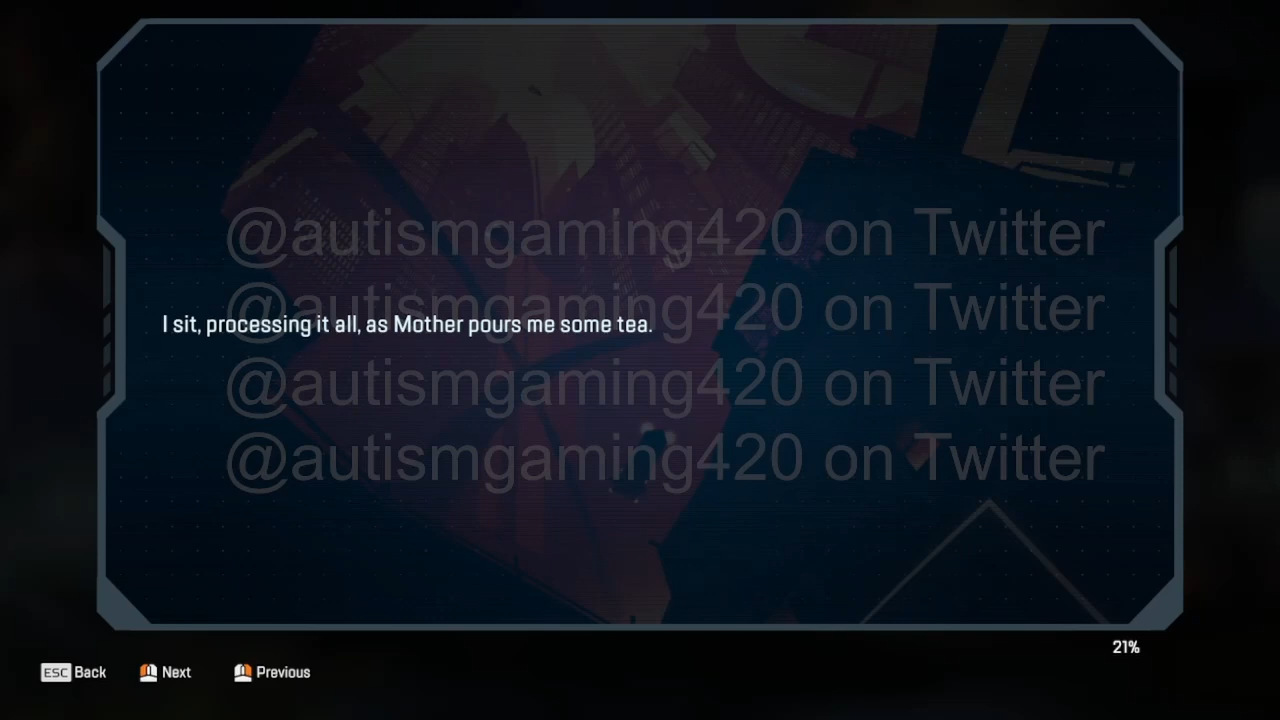 @autismgaming420 on Twitter
@autismgaming420 on Twitter
I sit, processing it all, as Mother pours me some tea.
@autismgaming420 on Twitter
@autismgaming420 on Twitter
21%
ESC Back Next Previous